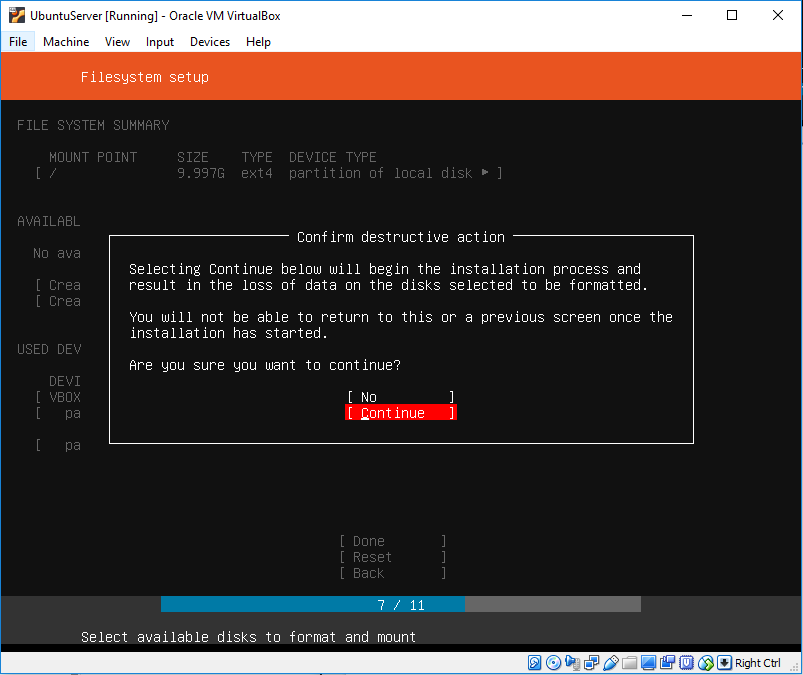 UbuntuServer [Running] - Oracle VM VirtualBox
File Machine View Input Devices Help
Filesystem setup
FILE SYSTEM SUMMARY
MOUNT POINT SIZE TYPE DEVICE TYPE
[ / 9.997G ext4 partition of local disk ▸ ]
AVAILABL
No ava
[ Crea
[ Crea
USED DEV
DEVI
[ VBOX
[ pa
[ pa
Confirm destructive action
Selecting Continue below will begin the installation process and
result in the loss of data on the disks selected to be formatted.
You will not be able to return to this or a previous screen once the
installation has started.
Are you sure you want to continue?
[ No ]
[ Continue ]
[ Done ]
[ Reset ]
[ Back ]
7 / 11
Select available disks to format and mount
Right Ctrl